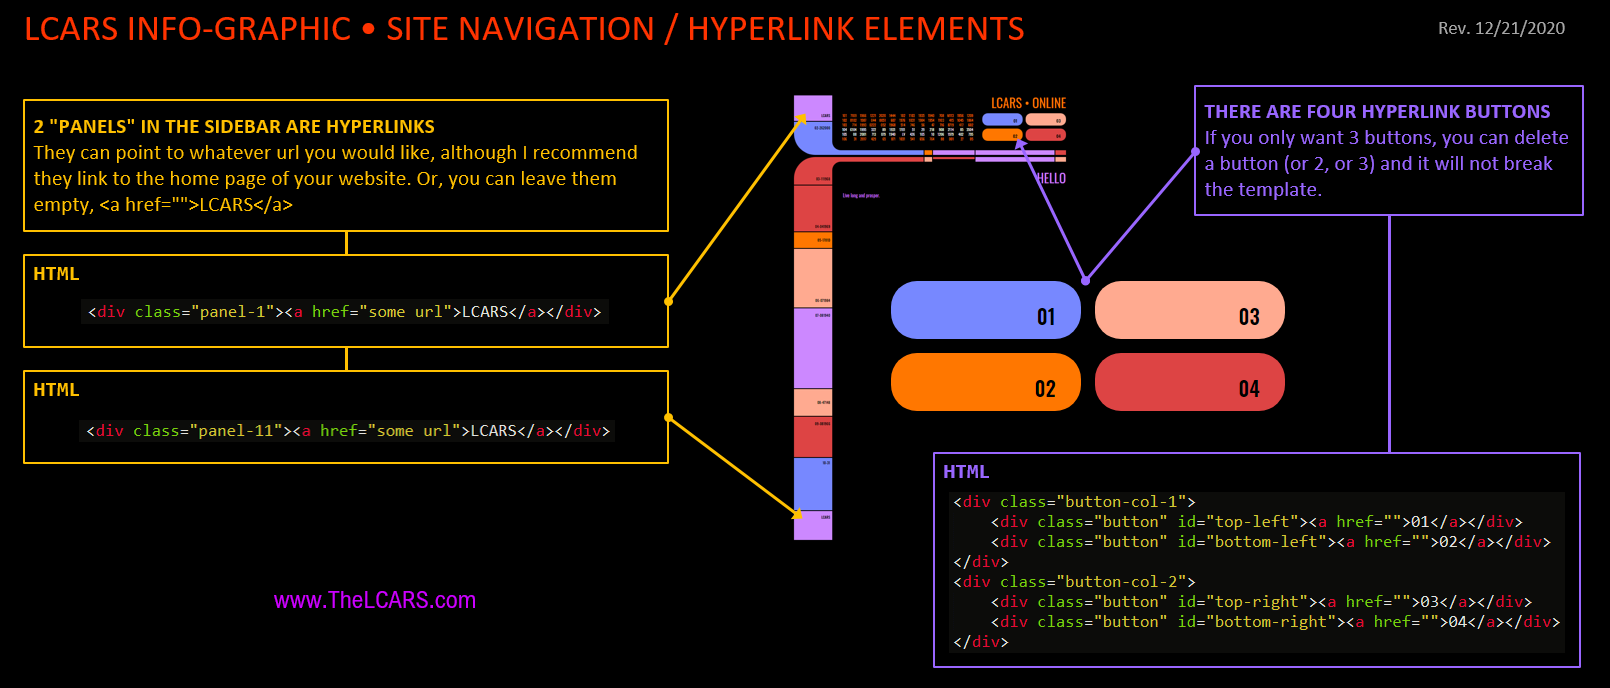 LCARS INFO-GRAPHIC • SITE NAVIGATION / HYPERLINK ELEMENTS
Rev. 12/21/2020
2 "PANELS" IN THE SIDEBAR ARE HYPERLINKS
They can point to whatever url you would like, although I recommend
they link to the home page of your website. Or, you can leave them
empty, <a href="">LCARS</a>
HTML
<div class="panel-1"><a href="some url">LCARS</a></div>
HTML
<div class="panel-11"><a href="some url">LCARS</a></div>
www.TheLCARS.com
LCARS • ONLINE
LCARS
01
03
02
04
HELLO
Live long and prosper.
LCARS
THERE ARE FOUR HYPERLINK BUTTONS
If you only want 3 buttons, you can delete
a button (or 2, or 3) and it will not break
the template.
01
03
02
04
HTML
<div class="button-col-1">
    <div class="button" id="top-left"><a href="">01</a></div>
    <div class="button" id="bottom-left"><a href="">02</a></div>
</div>
<div class="button-col-2">
    <div class="button" id="top-right"><a href="">03</a></div>
    <div class="button" id="bottom-right"><a href="">04</a></div>
</div>